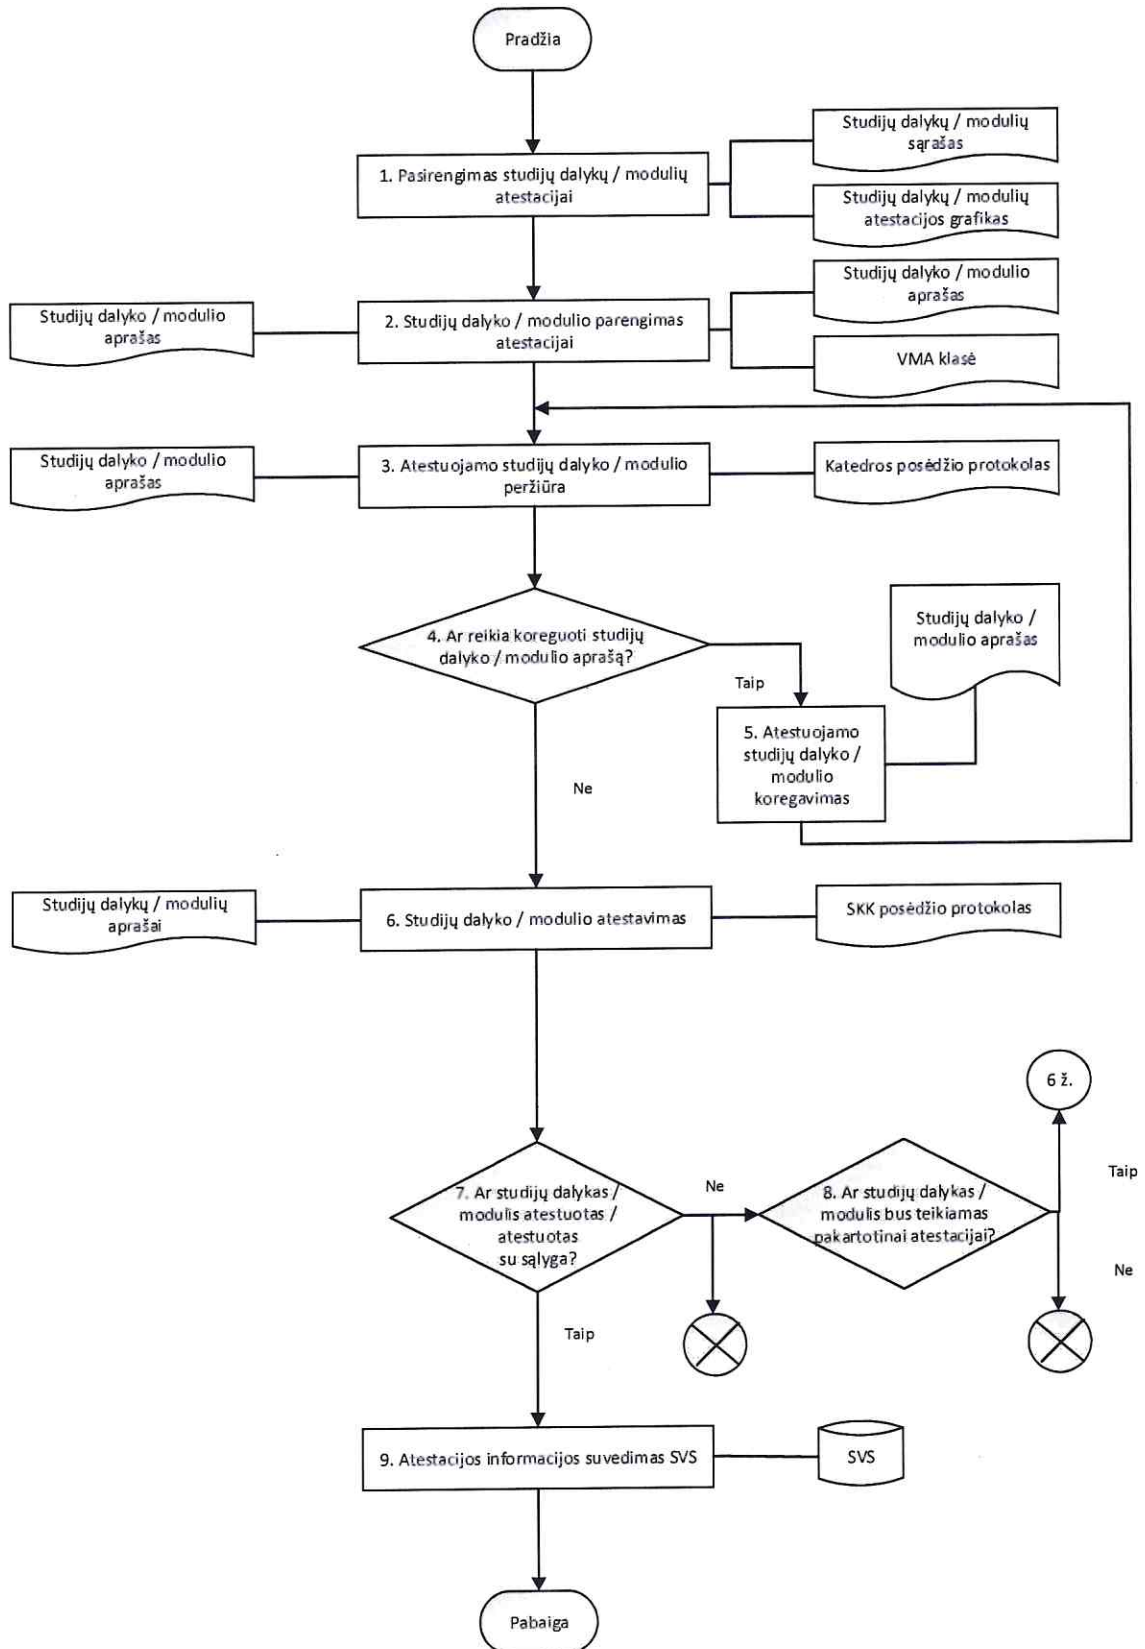 Pradžia
Studijų dalykų / modulių
sąrašas
1. Pasirengimas studijų dalykų / modulių
atestacijai
Studijų dalykų / modulių
atestacijos grafikas
Studijų dalyko / modulio
aprašas
Studijų dalyko / modulio
aprašas
2. Studijų dalyko / modulio parengimas
atestacijai
VMA klasė
Studijų dalyko / modulio
aprašas
3. Atestuojamo studijų dalyko / modulio
peržiūra
Katedros posėdžio protokolas
4. Ar reikia koreguoti studijų
dalyko / modulio aprašą?
Studijų dalyko /
modulio aprašas
Taip
5. Atestuojamo
studijų dalyko /
modulio
koregavimas
Ne
Studijų dalykų / modulių
aprašai
6. Studijų dalyko / modulio atestavimas
SKK posėdžio protokolas
6 ž.
7. Ar studijų dalykas /
modulis atestuotas /
atestuotas
su sąlyga?
Ne
8. Ar studijų dalykas /
modulis bus teikiamas
pakartotinai atestacijai?
Taip
Ne
Taip
9. Atestacijos informacijos suvedimas SVS
SVS
Pabaiga